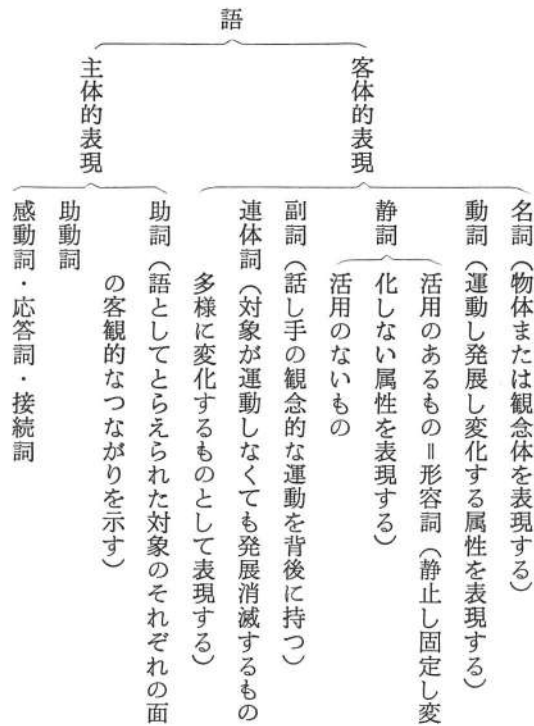 語
客体的表現
名詞(物体または観念体を表現する)
動詞(運動し発展し変化する属性を表現する)
静詞
活用のあるもの=形容詞(静止し固定し変
化しない属性を表現する)
活用のないもの
副詞(話し手の観念的な運動を背後に持つ)
連体詞(対象が運動しなくても発展消滅するもの
多様に変化するものとして表現する)
主体的表現
助詞(語としてとらえられた対象のそれぞれの面
の客観的なつながりを示す)
助動詞
感動詞・応答詞・接続詞